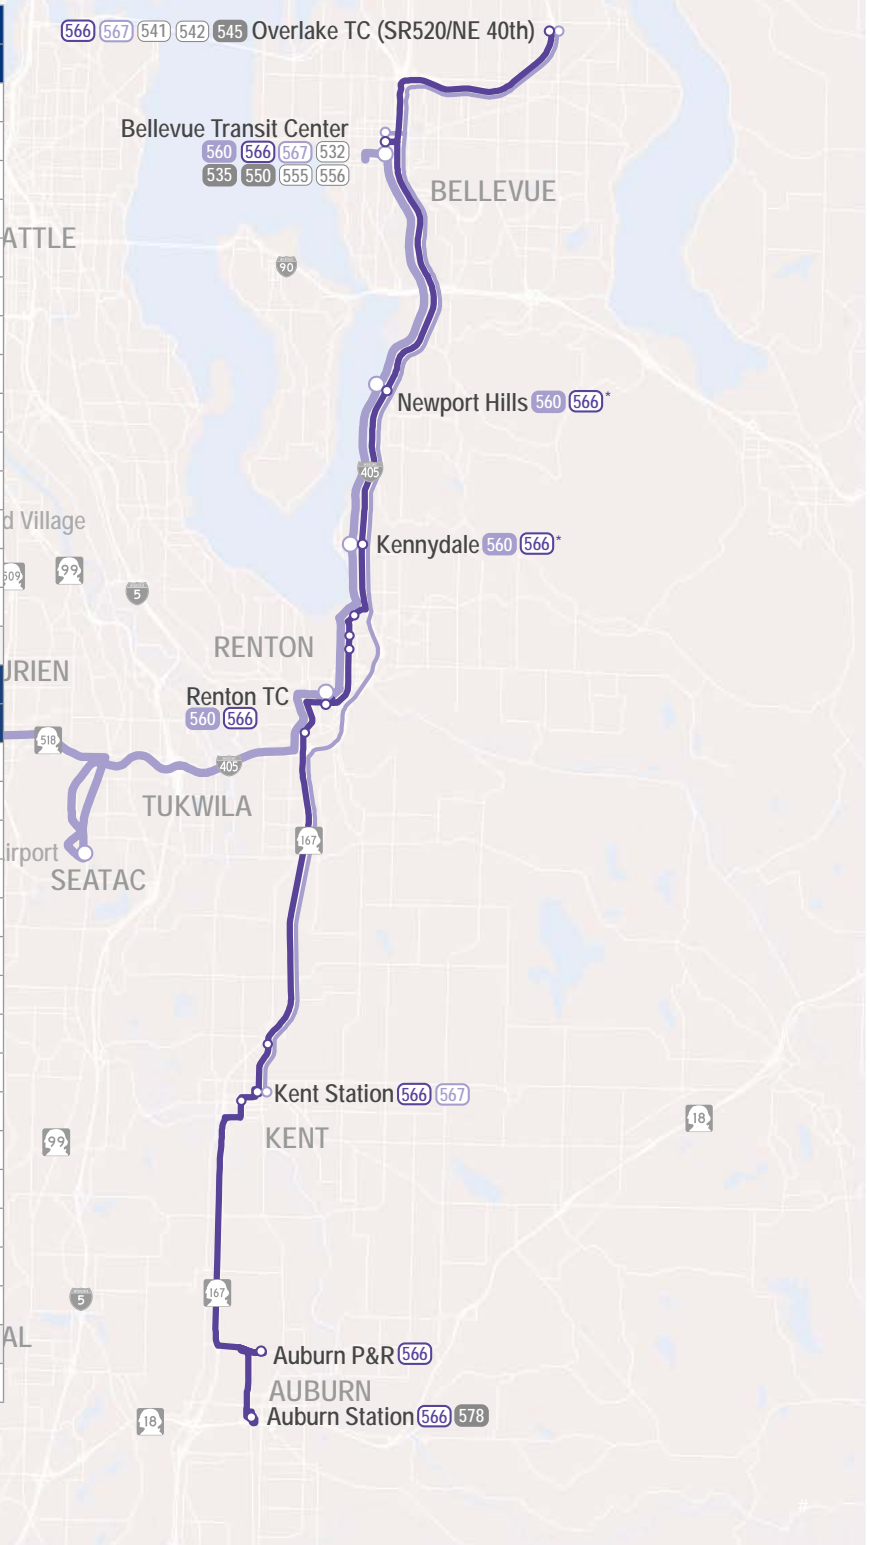 566 567 541 542 545 Overlake TC (SR520/NE 40th)
Bellevue Transit Center
560 566 567 532
535 550 555 556
BELLEVUE
ATTLE
90
Newport Hills 560 566*
405
d Village
Kennydale 560 566*
509
99
5
RENTON
URIEN
Renton TC
560 566
518
405
TUKWILA
167
irport
SEATAC
Kent Station 566 567
18
KENT
99
167
5
AL
Auburn P&R 566
AUBURN
Auburn Station 566 578
18
#